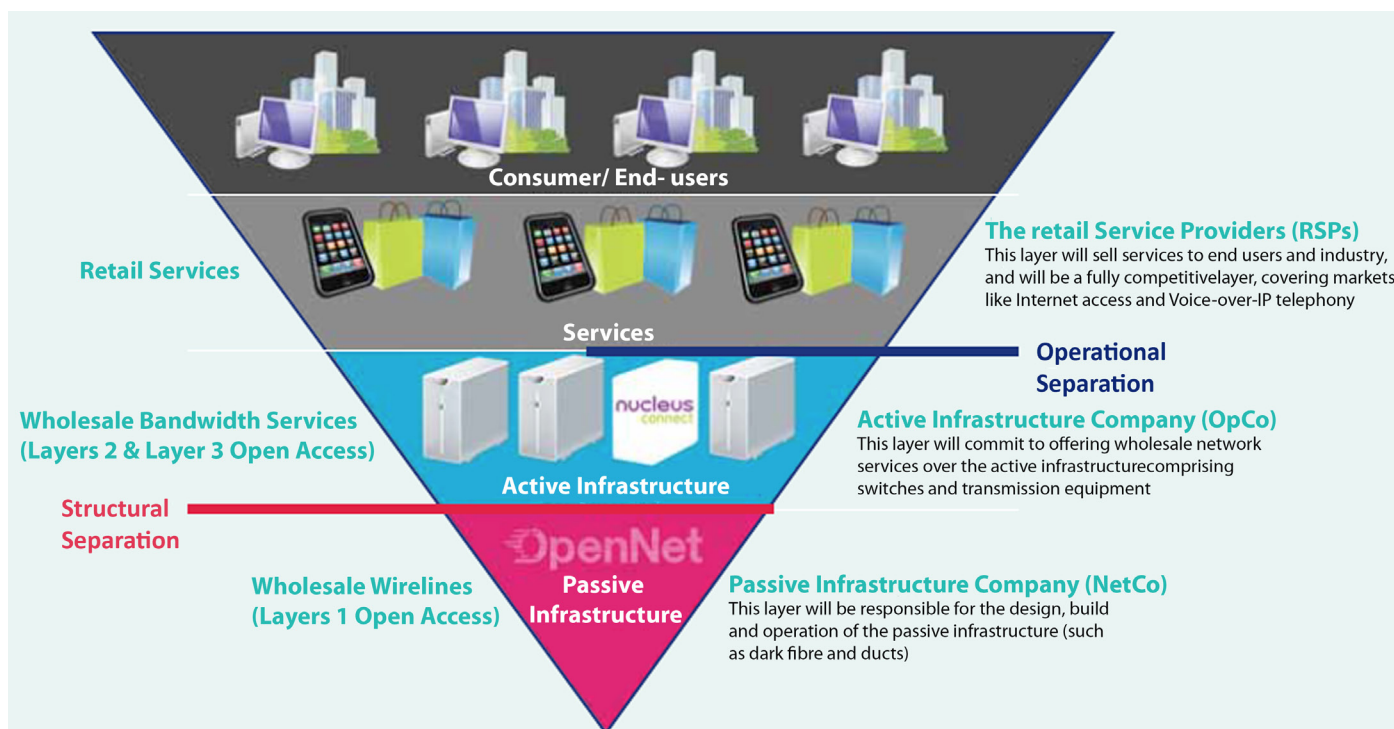 Consumer/ End- users
Retail Services
Services
The retail Service Providers (RSPs)
This layer will sell services to end users and industry,
and will be a fully competitivelayer, covering markets
like Internet access and Voice-over-IP telephony
Operational
Separation
Wholesale Bandwidth Services
(Layers 2 & Layer 3 Open Access)
nucleus
connect
Active Infrastructure
Active Infrastructure Company (OpCo)
This layer will commit to offering wholesale network
services over the active infrastructurecomprising
switches and transmission equipment
Structural
Separation
OpenNet
Passive
Infrastructure
Wholesale Wirelines
(Layers 1 Open Access)
Passive Infrastructure Company (NetCo)
This layer will be responsible for the design, build
and operation of the passive infrastructure (such
as dark fibre and ducts)